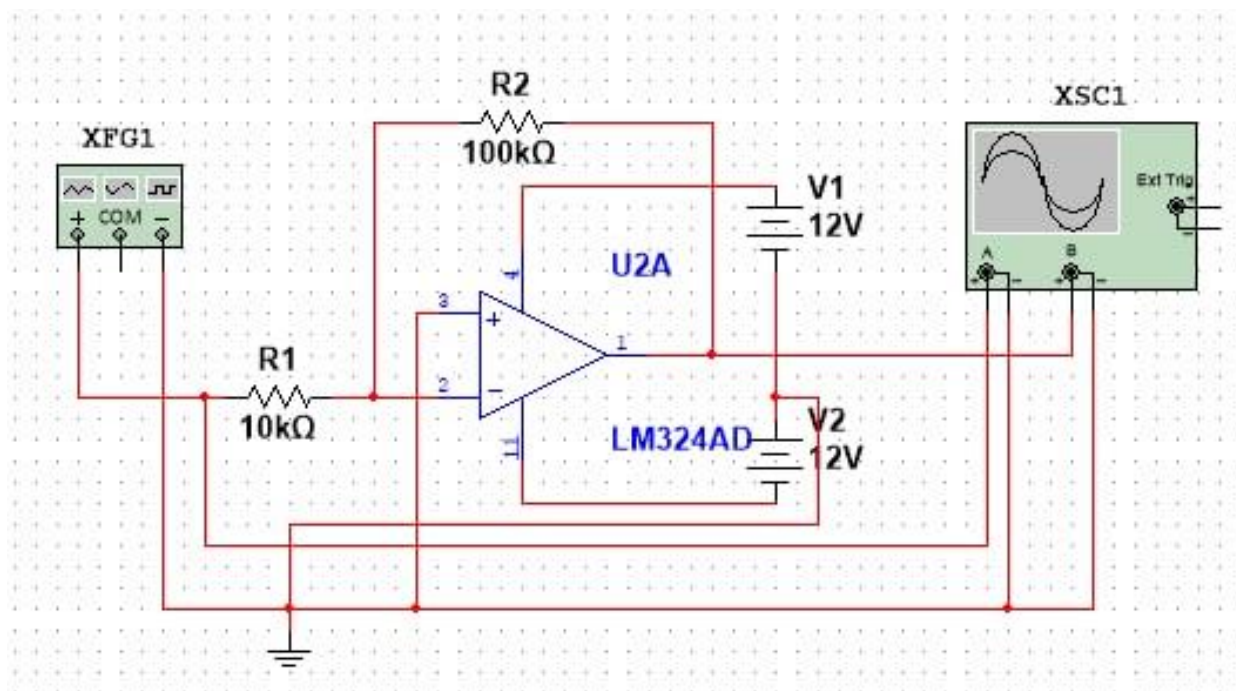 R2
100kΩ
XFG1
+ COM −
R1
10kΩ
3
2
+
−
4
11
1
U2A
LM324AD
V1
12V
V2
12V
XSC1
Ext Trig
+
−
A
B
+ −
+ −